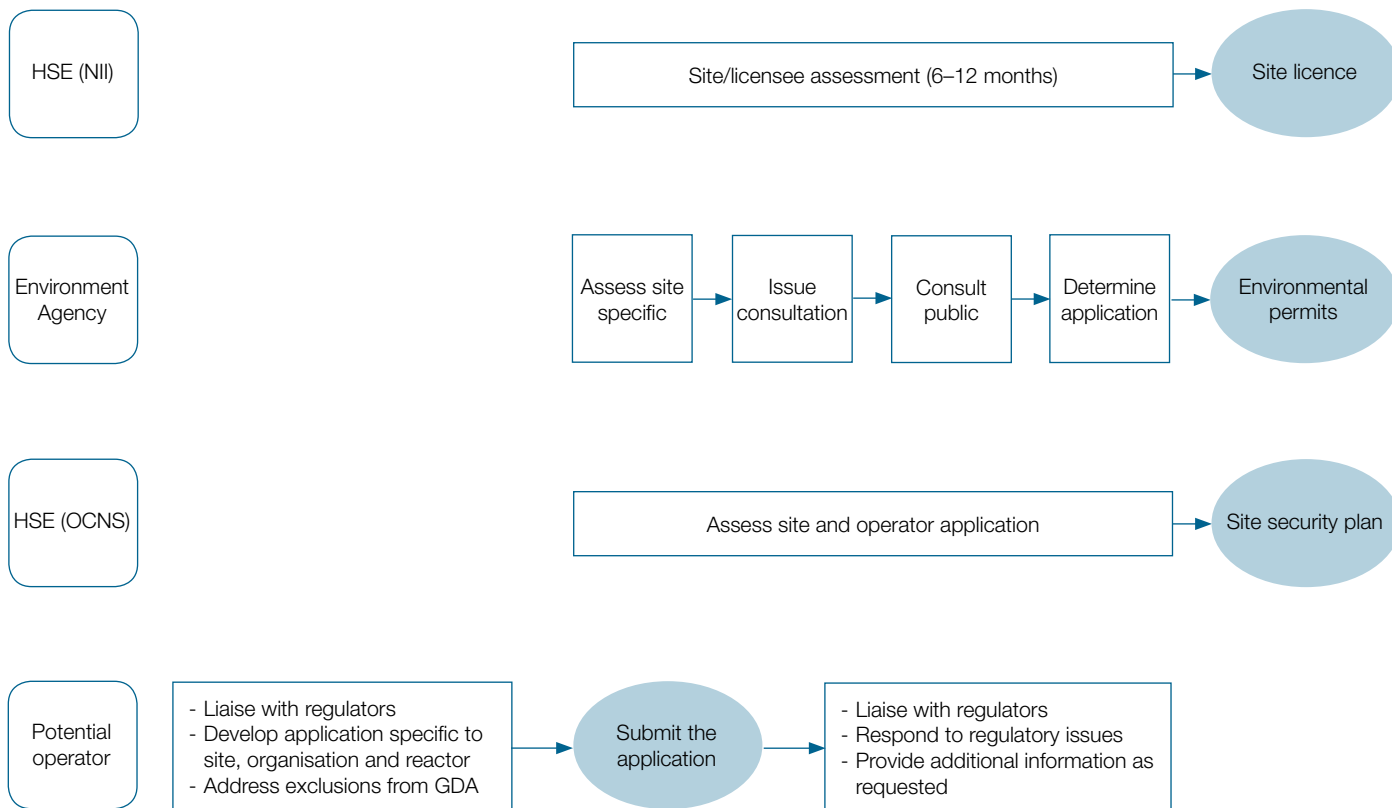 HSE (NII)
Site/licensee assessment (6–12 months)
Site licence
Environment
Agency
Assess site
specific
Issue
consultation
Consult
public
Determine
application
Environmental
permits
HSE (OCNS)
Assess site and operator application
Site security plan
Potential
operator
- Liaise with regulators
- Develop application specific to
site, organisation and reactor
- Address exclusions from GDA
Submit the
application
- Liaise with regulators
- Respond to regulatory issues
- Provide additional information as
requested